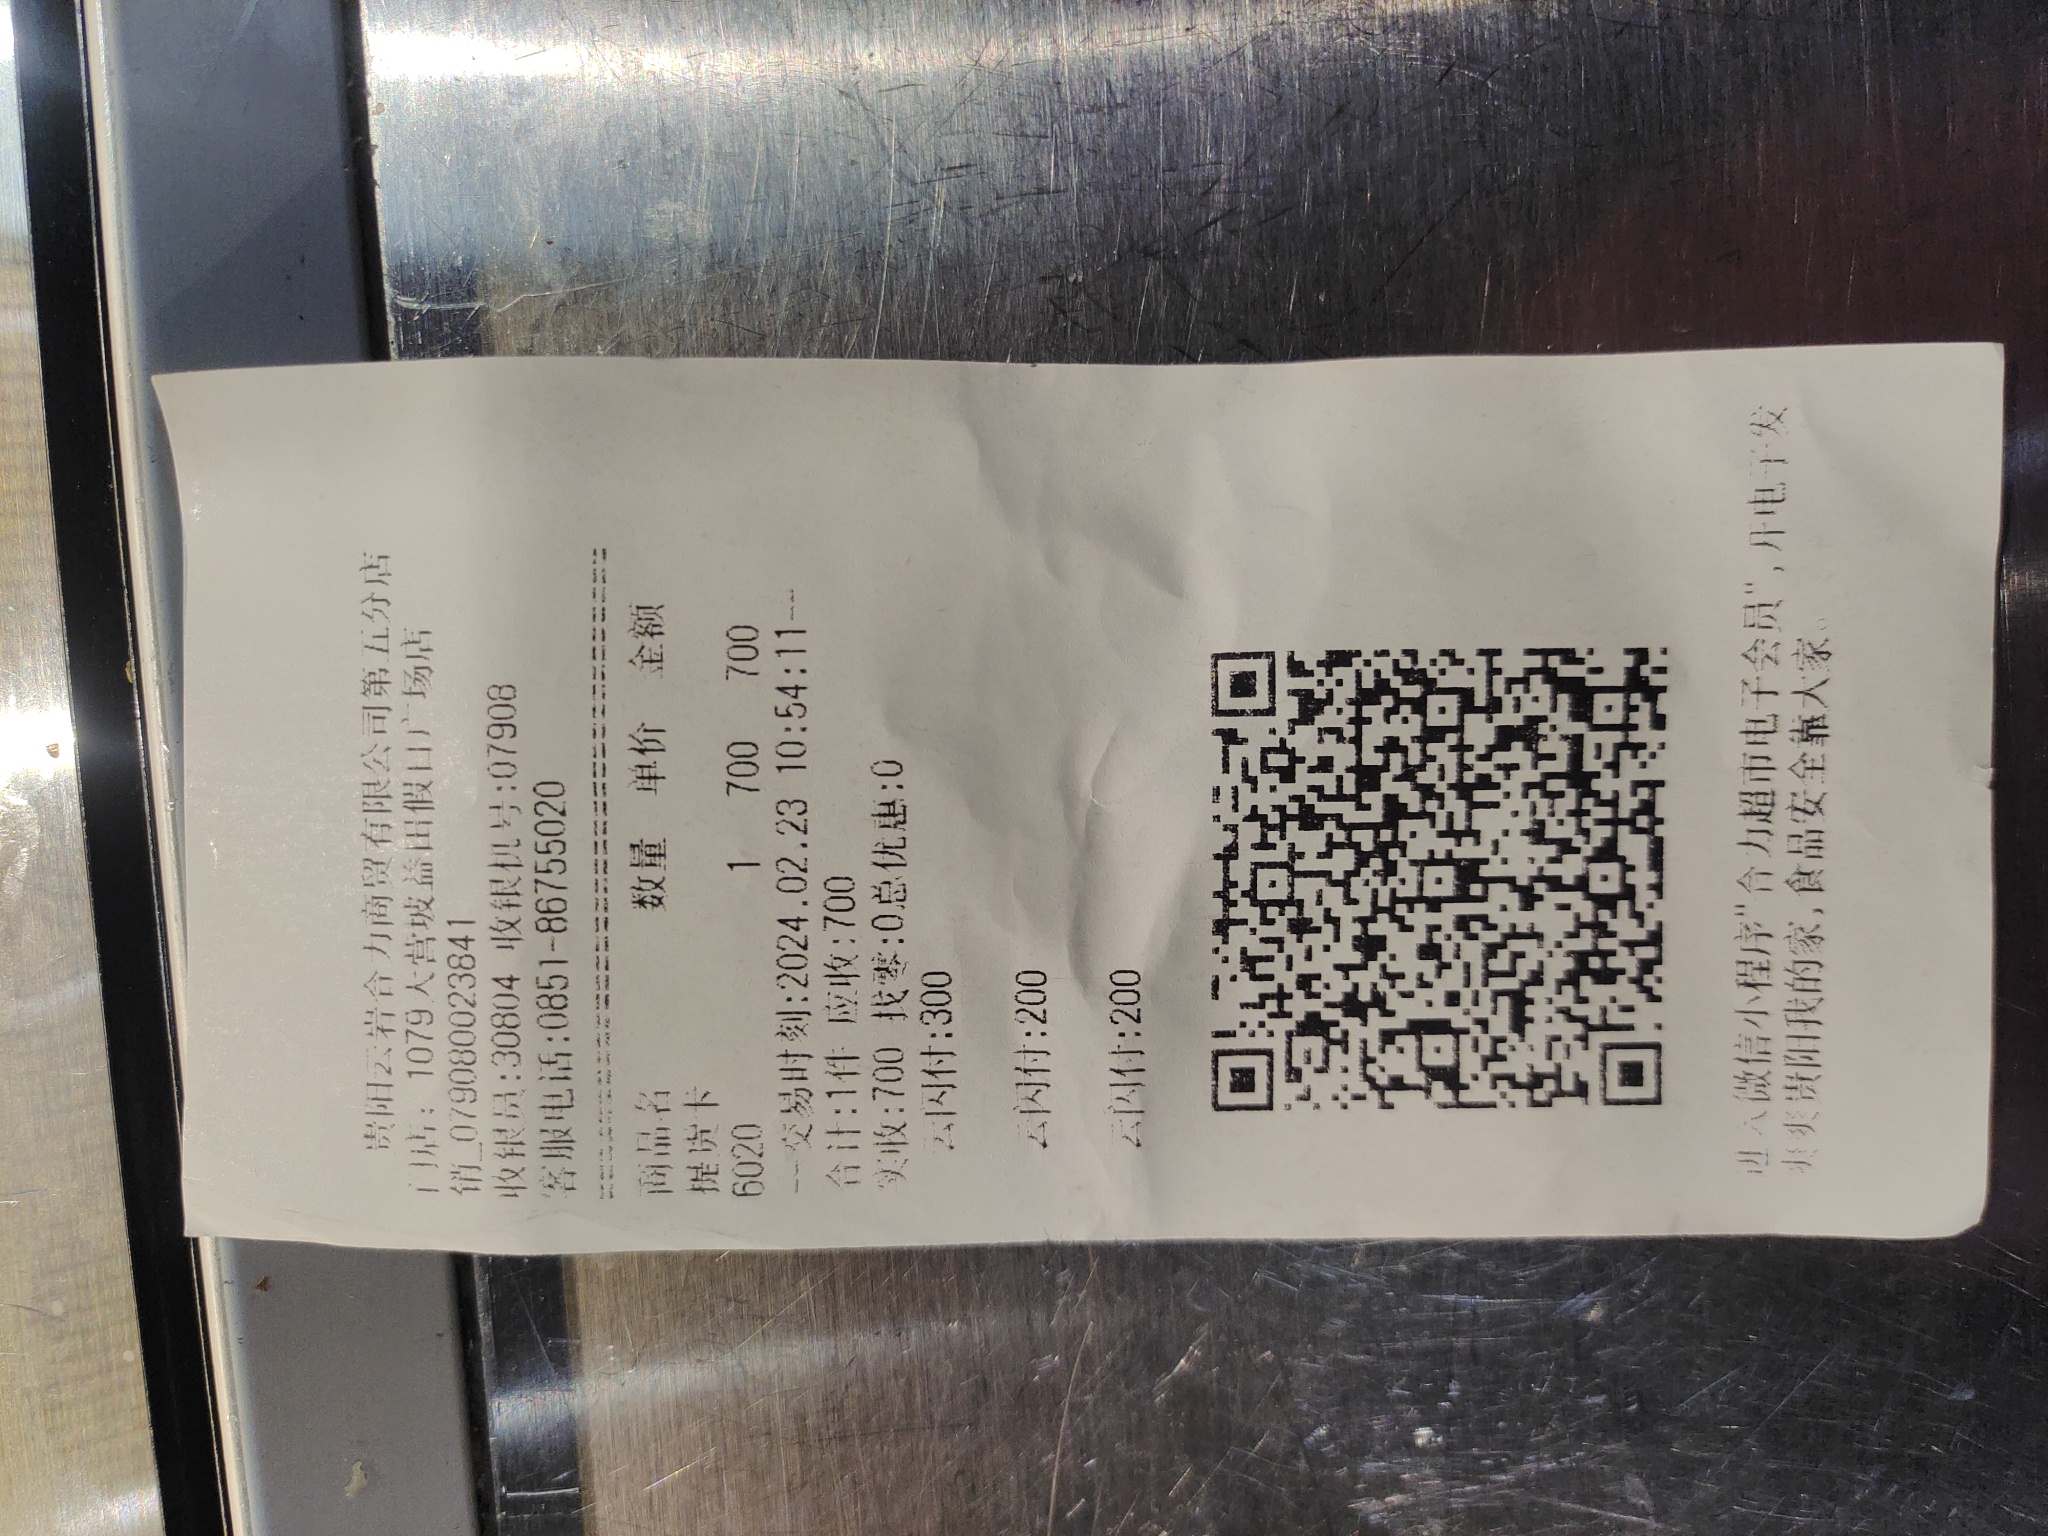 贵阳云岩合力商贸有限公司第五分店
门店: 1079大营坡益田假日广场店
销_079080023841
收银员:30804 收银机号:07908
客服电话:0851-86755020
商品名 数量 单价 金额
提货卡
6020 1 700 700
--交易时刻:2024.02.23 10:54:11--
合计:1件 应收:700
实收:700 找零:0总优惠:0
云闪付:300
云闪付:200
云闪付:200
进入微信小程序"合力超市电子会员",开电子发
爽爽贵阳我的家,食品安全靠大家。